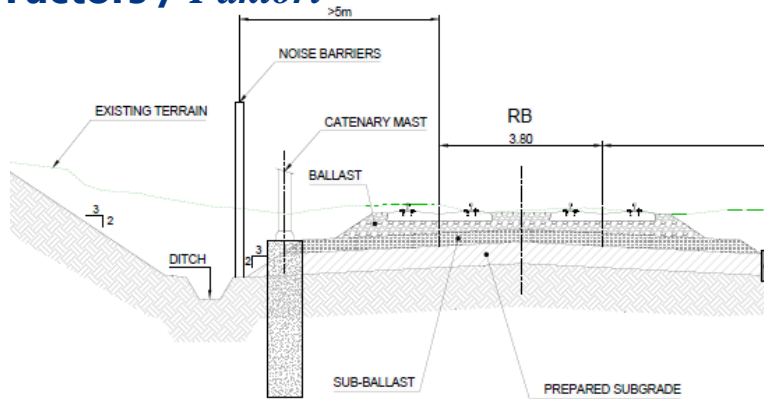 >5m
NOISE BARRIERS
EXISTING TERRAIN
CATENARY MAST
RB
3.80
BALLAST
3
2
DITCH
3
2
SUB-BALLAST
PREPARED SUBGRADE